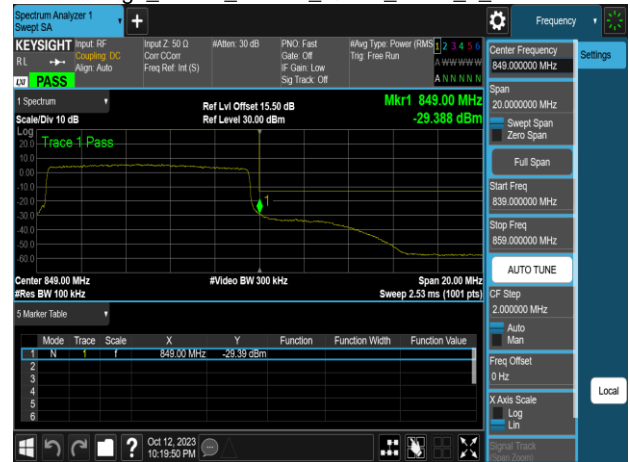 Spectrum Analyzer 1
Swept SA
Frequency
KEYSIGHT
Input: RF
Input Z: 50 Ω
#Atten: 30 dB
PNO: Fast
#Avg Type: Power (RMS
1 2 3 4 5 6
RL
Coupling: DC
Corr CCorr
Gate: Off
Trig: Free Run
A W W W W W
Align: Auto
Freq Ref: Int (S)
IF Gain: Low
LXI
PASS
Sig Track: Off
A N N N N N
1 Spectrum
Ref Lvl Offset 15.50 dB
Mkr1 849.00 MHz
Scale/Div 10 dB
Ref Level 30.00 dBm
-29.388 dBm
Log
Trace 1 Pass
20.0
10.0
0.00
-10.0
1
-20.0
-30.0
-40.0
-50.0
-60.0
Center 849.00 MHz
#Video BW 300 kHz
Span 20.00 MHz
#Res BW 100 kHz
Sweep 2.53 ms (1001 pts)
5 Marker Table
Mode Trace Scale X Y Function Function Width Function Value
1 N 1 f 849.00 MHz -29.39 dBm
2
3
4
5
6
Oct 12, 2023
10:19:50 PM
Center Frequency
849.000000 MHz
Settings
Span
20.0000000 MHz
Swept Span
Zero Span
Full Span
Start Freq
839.000000 MHz
Stop Freq
859.000000 MHz
AUTO TUNE
CF Step
2.000000 MHz
Auto
Man
Freq Offset
0 Hz
X Axis Scale
Log
Lin
Local
Signal Track
(Span Zoom)